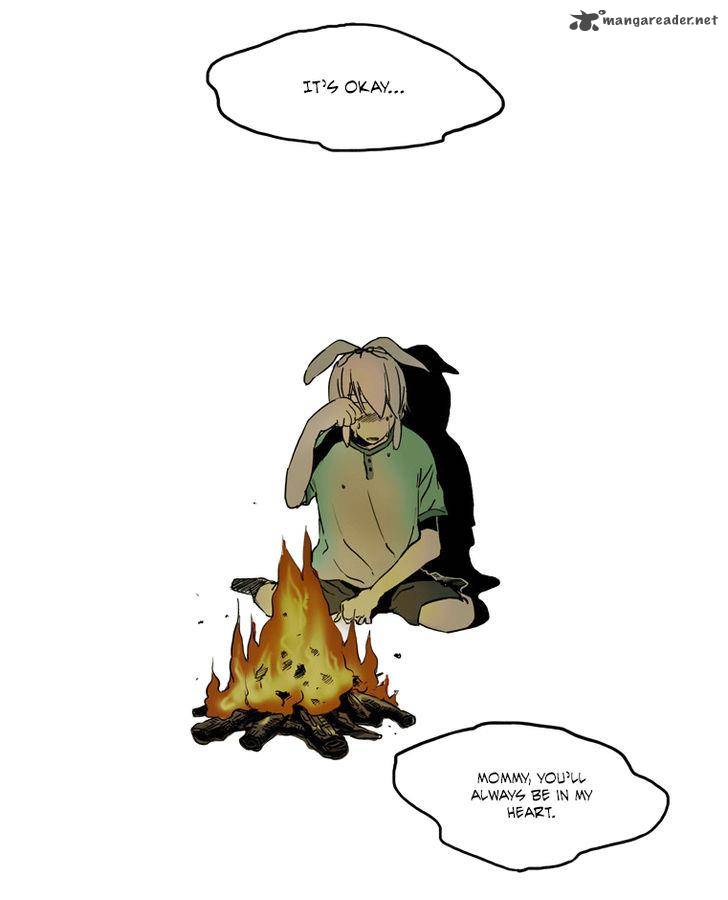 mangareader.net
IT'S OKAY...
MOMMY, YOU'LL
ALWAYS BE IN MY
HEART.